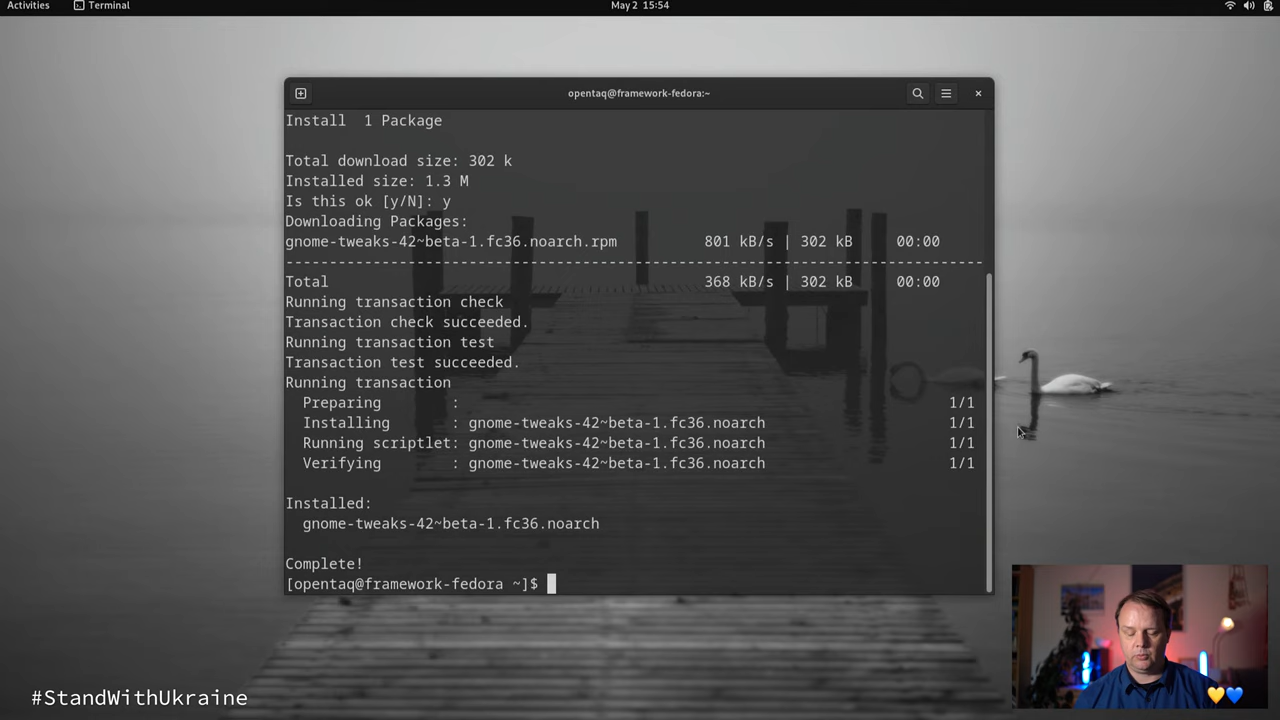 Activities Terminal May 2 15:54
opentaq@framework-fedora:~
Install  1 Package
Total download size: 302 k
Installed size: 1.3 M
Is this ok [y/N]: y
Downloading Packages:
gnome-tweaks-42~beta-1.fc36.noarch.rpm 801 kB/s | 302 kB 00:00
--------------------------------------------------------------------------------
Total 368 kB/s | 302 kB 00:00
Running transaction check
Transaction check succeeded.
Running transaction test
Transaction test succeeded.
Running transaction
Preparing : 1/1
Installing : gnome-tweaks-42~beta-1.fc36.noarch 1/1
Running scriptlet: gnome-tweaks-42~beta-1.fc36.noarch 1/1
Verifying : gnome-tweaks-42~beta-1.fc36.noarch 1/1
Installed:
gnome-tweaks-42~beta-1.fc36.noarch
Complete!
[opentaq@framework-fedora ~]$
#StandWithUkraine